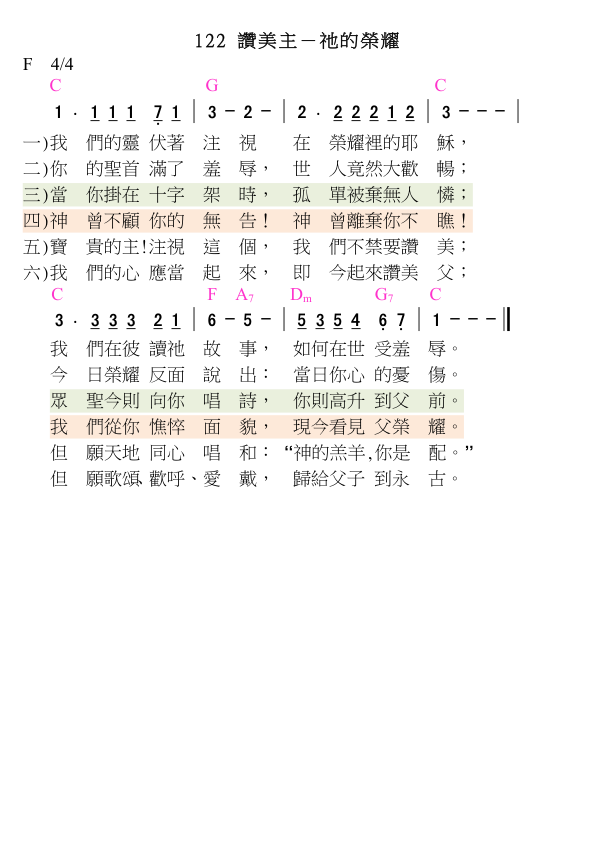 122 讚美主－祂的榮耀
F 4/4
C G C
1 · 1 1 1 7 1 | 3 - 2 - | 2 · 2 2 2 1 2 | 3 - - - |
一)我 們的靈 伏著 注 視 在 榮耀裡的耶 穌，
二)你 的聖首 滿了 羞 辱， 世 人竟然大歡 暢；
三)當 你掛在 十字 架 時， 孤 單被棄無人 憐；
四)神 曾不顧 你的 無 告！ 神 曾離棄你不 瞧！
五)寶 貴的主!注視 這 個， 我 們不禁要讚 美；
六)我 們的心 應當 起 來， 即 今起來讚美 父；
C F A7 Dm G7 C
3 · 3 3 3 2 1 | 6 - 5 - | 5 3 5 4 6 7 | 1 - - - ||
我 們在彼 讀祂 故 事， 如何在世 受羞 辱。
今 日榮耀 反面 說 出： 當日你心 的憂 傷。
眾 聖今則 向你 唱 詩， 你則高升 到父 前。
我 們從你 憔悴 面 貌， 現今看見 父榮 耀。
但 願天地 同心 唱 和： “神的羔羊,你是 配。”
但 願歌頌、歡呼、愛 戴， 歸給父子 到永 古。